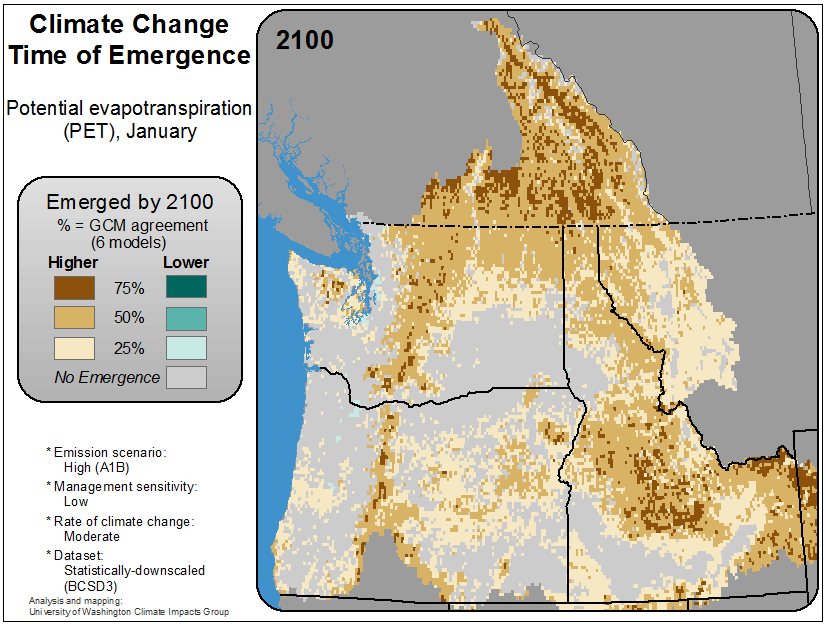 Climate Change
Time of Emergence
2100
Potential evapotranspiration
(PET), January
Emerged by 2100
% = GCM agreement
(6 models)
Higher Lower
75%
50%
25%
No Emergence
* Emission scenario:
High (A1B)
* Management sensitivity:
Low
* Rate of climate change:
Moderate
* Dataset:
Statistically-downscaled
(BCSD3)
Analysis and mapping:
University of Washington Climate Impacts Group